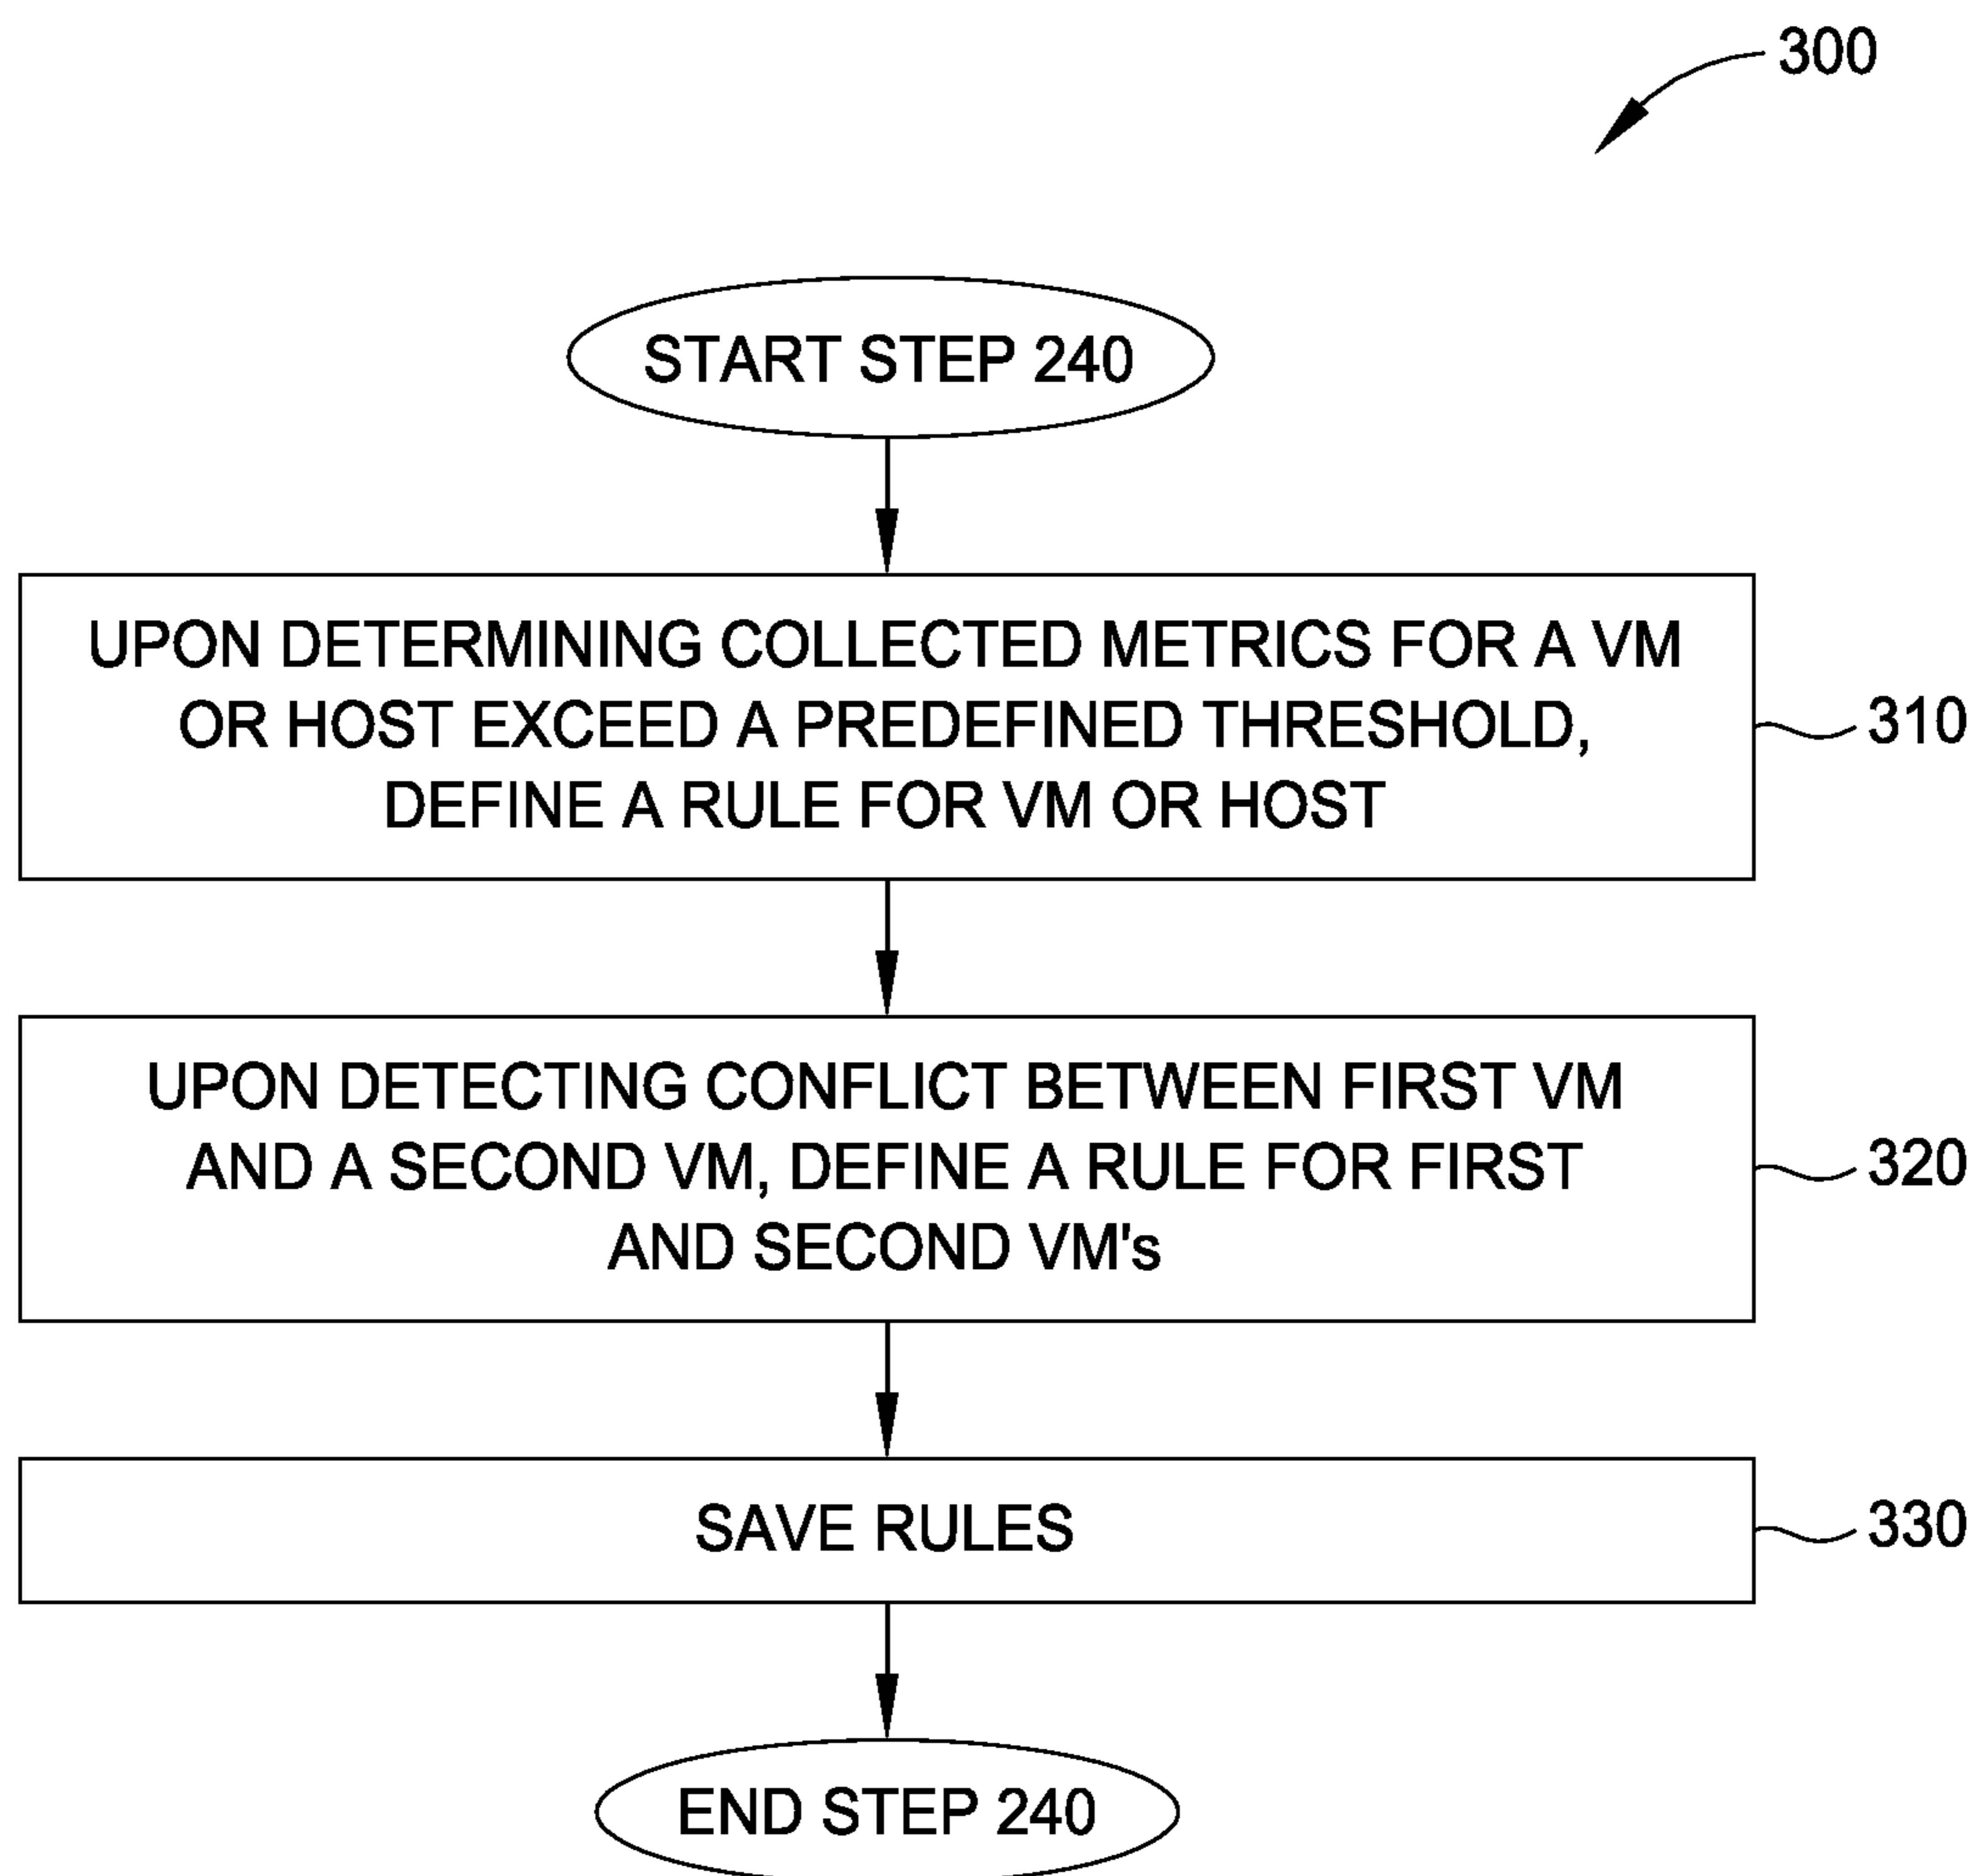 300
START STEP 240
UPON DETERMINING COLLECTED METRICS FOR A VM
OR HOST EXCEED A PREDEFINED THRESHOLD,
DEFINE A RULE FOR VM OR HOST
310
UPON DETECTING CONFLICT BETWEEN FIRST VM
AND A SECOND VM, DEFINE A RULE FOR FIRST
AND SECOND VM's
320
SAVE RULES
330
END STEP 240